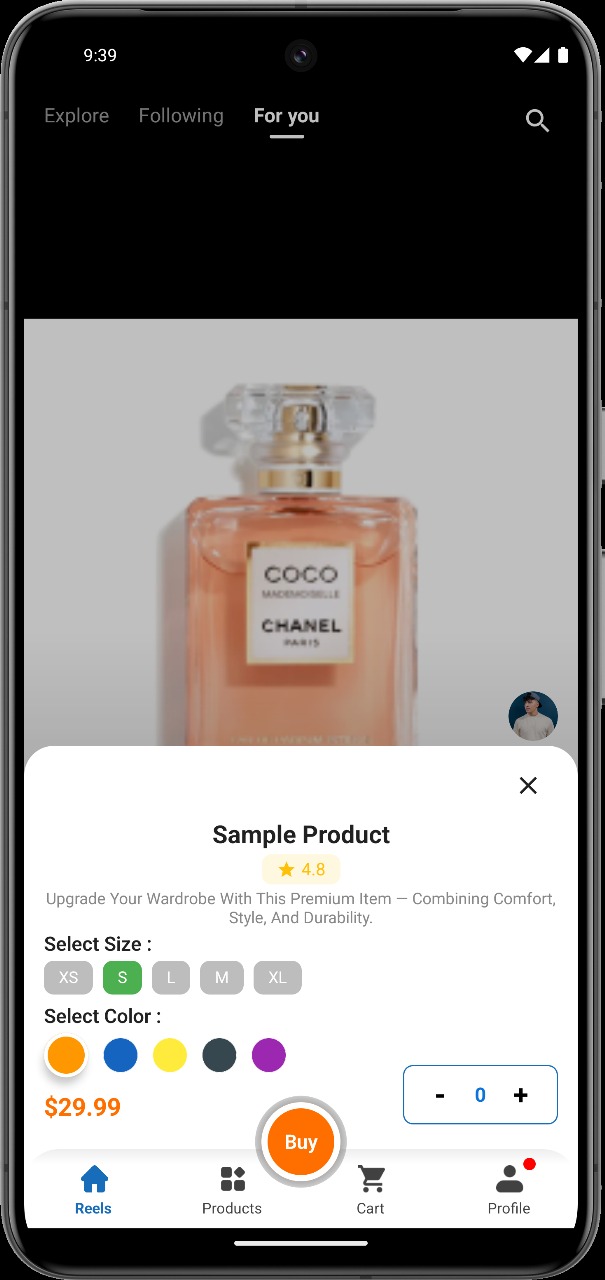 9:39
Explore Following For you
COCO
MADEMOISELLE
CHANEL
PARIS
Sample Product
4.8
Upgrade Your Wardrobe With This Premium Item — Combining Comfort,
Style, And Durability.
Select Size :
XS S L M XL
Select Color :
- 0 +
$29.99
Buy
Reels Products Cart Profile